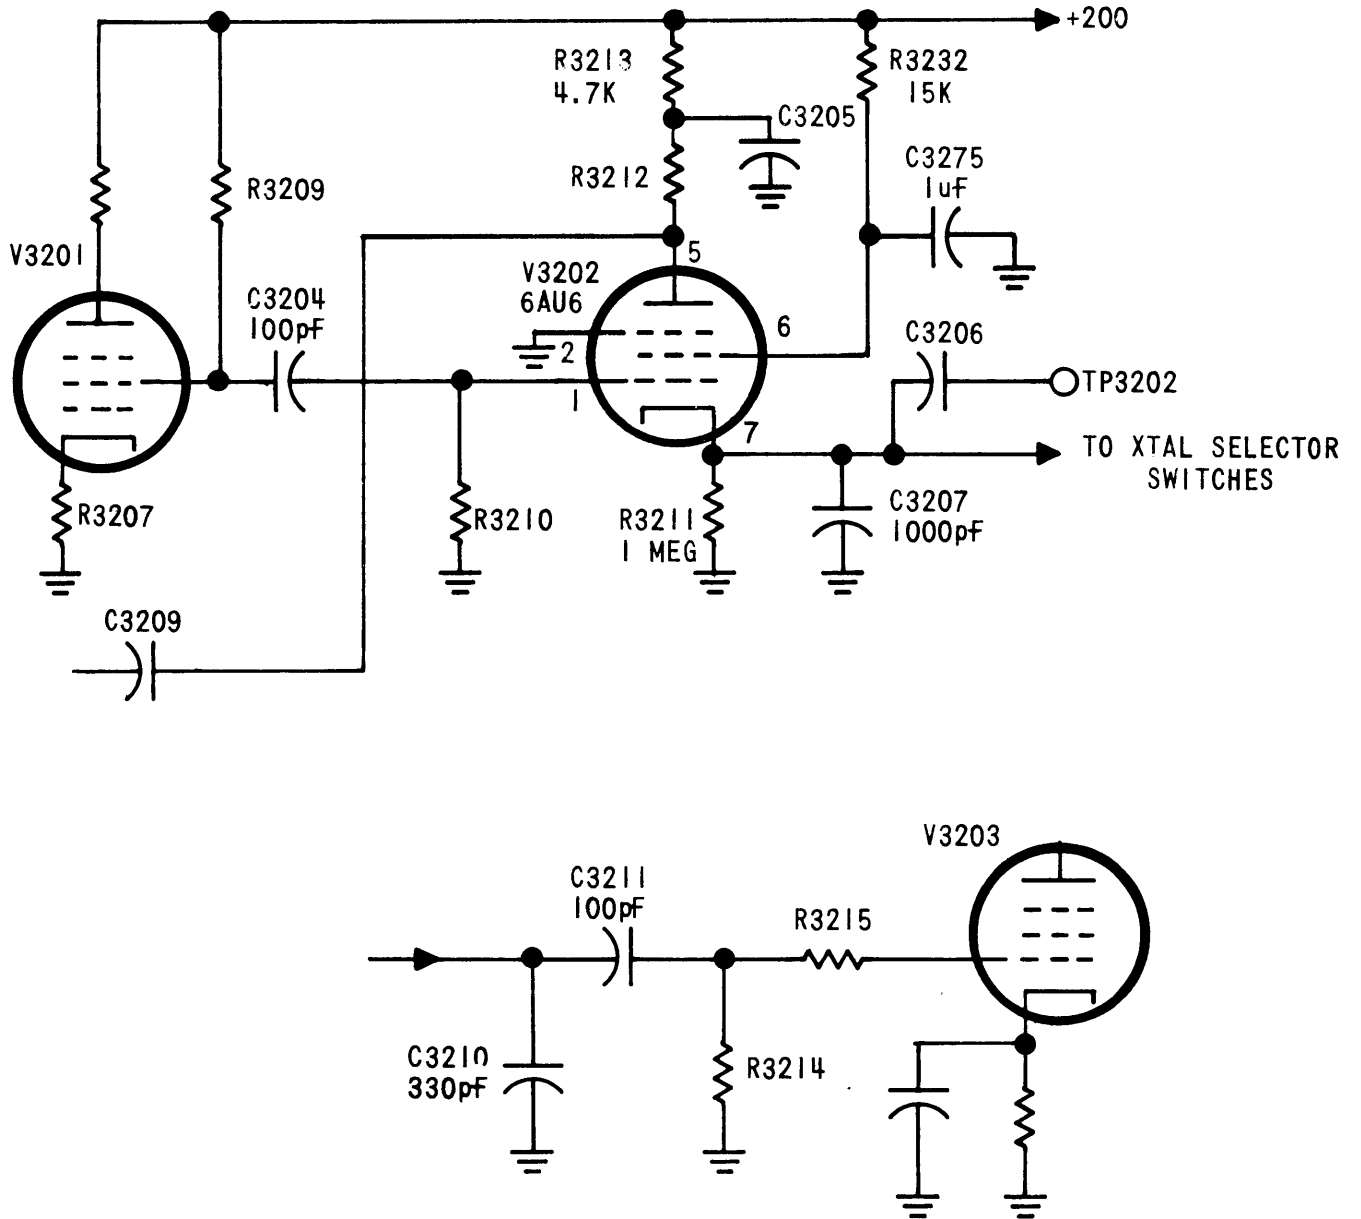 +200
R3213
4.7K
R3232
15K
C3205
C3275
1uF
R3212
R3209
V3201
5
V3202
6AU6
C3204
100pF
6
2
C3206
1
TP3202
7
TO XTAL SELECTOR
SWITCHES
C3207
1000pF
R3207
R3210
R3211
1 MEG
C3209
V3203
C3211
100pF
R3215
C3210
330pF
R3214